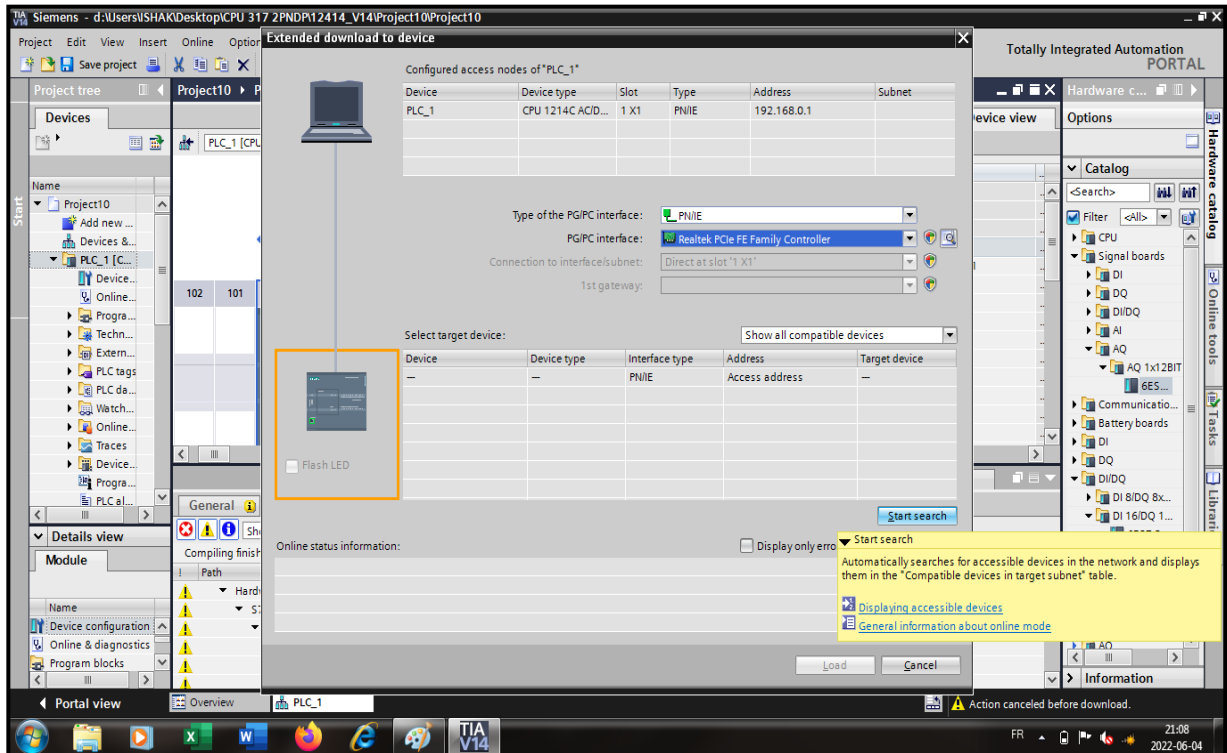 Siemens - d:\Users\ISHAK\Desktop\CPU 317 2PNDP\12414_V14\Project10\Project10
Project Edit View Insert Online Option
Save project
Totally Integrated Automation
PORTAL
Extended download to device
Configured access nodes of "PLC_1"
Device Device type Slot Type Address Subnet
PLC_1 CPU 1214C AC/D... 1 X1 PN/IE 192.168.0.1
Type of the PG/PC interface: PN/IE
PG/PC interface: Realtek PCIe FE Family Controller
Connection to interface/subnet: Direct at slot '1 X1'
1st gateway:
Select target device: Show all compatible devices
Device Device type Interface type Address Target device
— — PN/IE Access address —
Flash LED
Start search
Online status information: Display only erro
Start search
Automatically searches for accessible devices in the network and displays
them in the "Compatible devices in target subnet" table.
Displaying accessible devices
General information about online mode
Load Cancel
Project tree
Devices
Start
Name
Project10
Add new ...
Devices &...
PLC_1 [C...
Device...
Online...
Progra...
Techn...
Extern...
PLC tags
PLC da...
Watch...
Online...
Traces
Device...
Progra...
PLC al...
Details view
Module
Name
Device configuration
Online & diagnostics
Program blocks
Project10 P
PLC_1 [CPU
102 101
General
Sho
Compiling finish
! Path
Hardw
evice view
Hardware c...
Options
Catalog
<Search>
Filter <All>
CPU
Signal boards
DI
DQ
DI/DQ
AI
AQ
AQ 1x12BIT
6ES...
Communicatio...
Battery boards
DI
DQ
DI/DQ
DI 8/DQ 8x...
DI 16/DQ 1...
AQ
Information
Hardware catalog
Online tools
Tasks
Libraries
Portal view Overview PLC_1 Action canceled before download.
TIA
V14
FR 21:08
2022-06-04